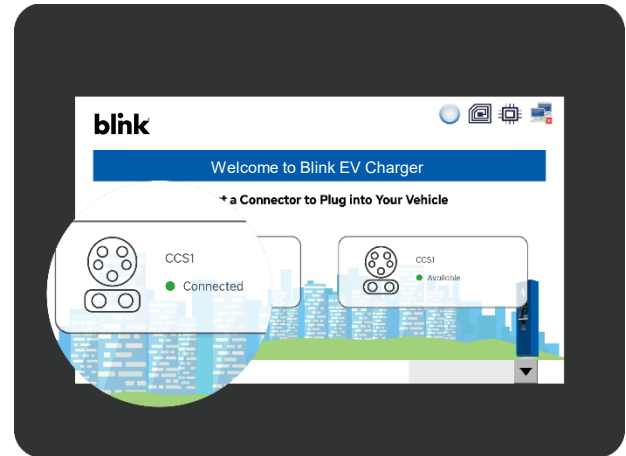 blink
Welcome to Blink EV Charger
a Connector to Plug into Your Vehicle
CCS1
Connected
CCS1
Available